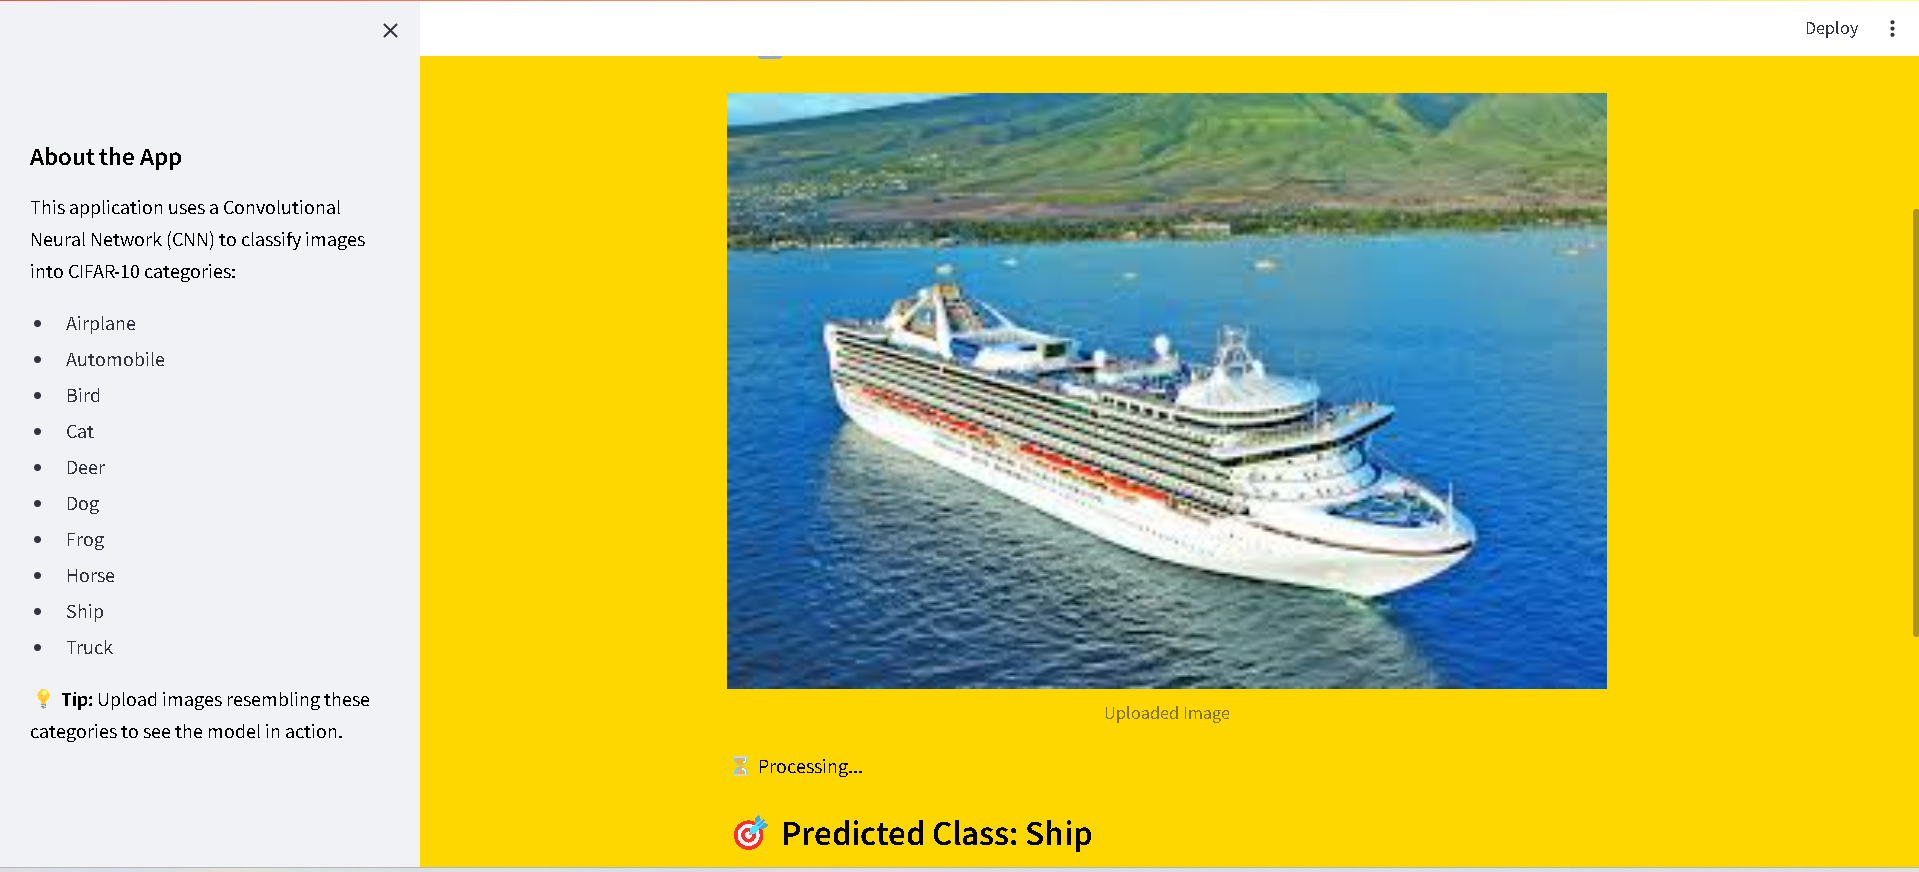 Deploy
About the App
This application uses a Convolutional
Neural Network (CNN) to classify images
into CIFAR-10 categories:
Airplane
Automobile
Bird
Cat
Deer
Dog
Frog
Horse
Ship
Truck
Tip: Upload images resembling these
categories to see the model in action.
Uploaded Image
Processing...
Predicted Class: Ship